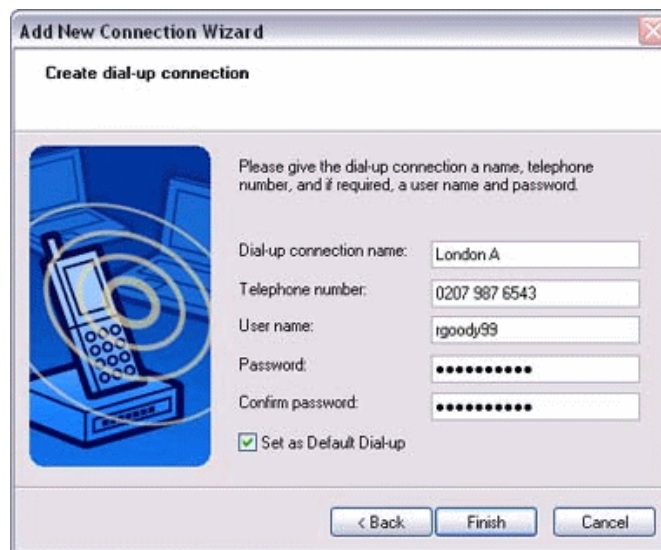 Add New Connection Wizard
Create dial-up connection
Please give the dial-up connection a name, telephone
number, and if required, a user name and password.
Dial-up connection name: London A
Telephone number: 0207 987 6543
User name: rgoody99
Password: ●●●●●●●●●●
Confirm password: ●●●●●●●●●●
Set as Default Dial-up
< Back Finish Cancel